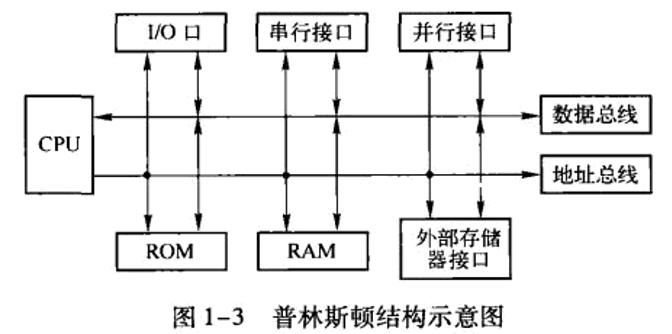 I/O 口
串行接口
并行接口
CPU
数据总线
地址总线
ROM
RAM
外部存储
器接口
图 1-3 普林斯顿结构示意图